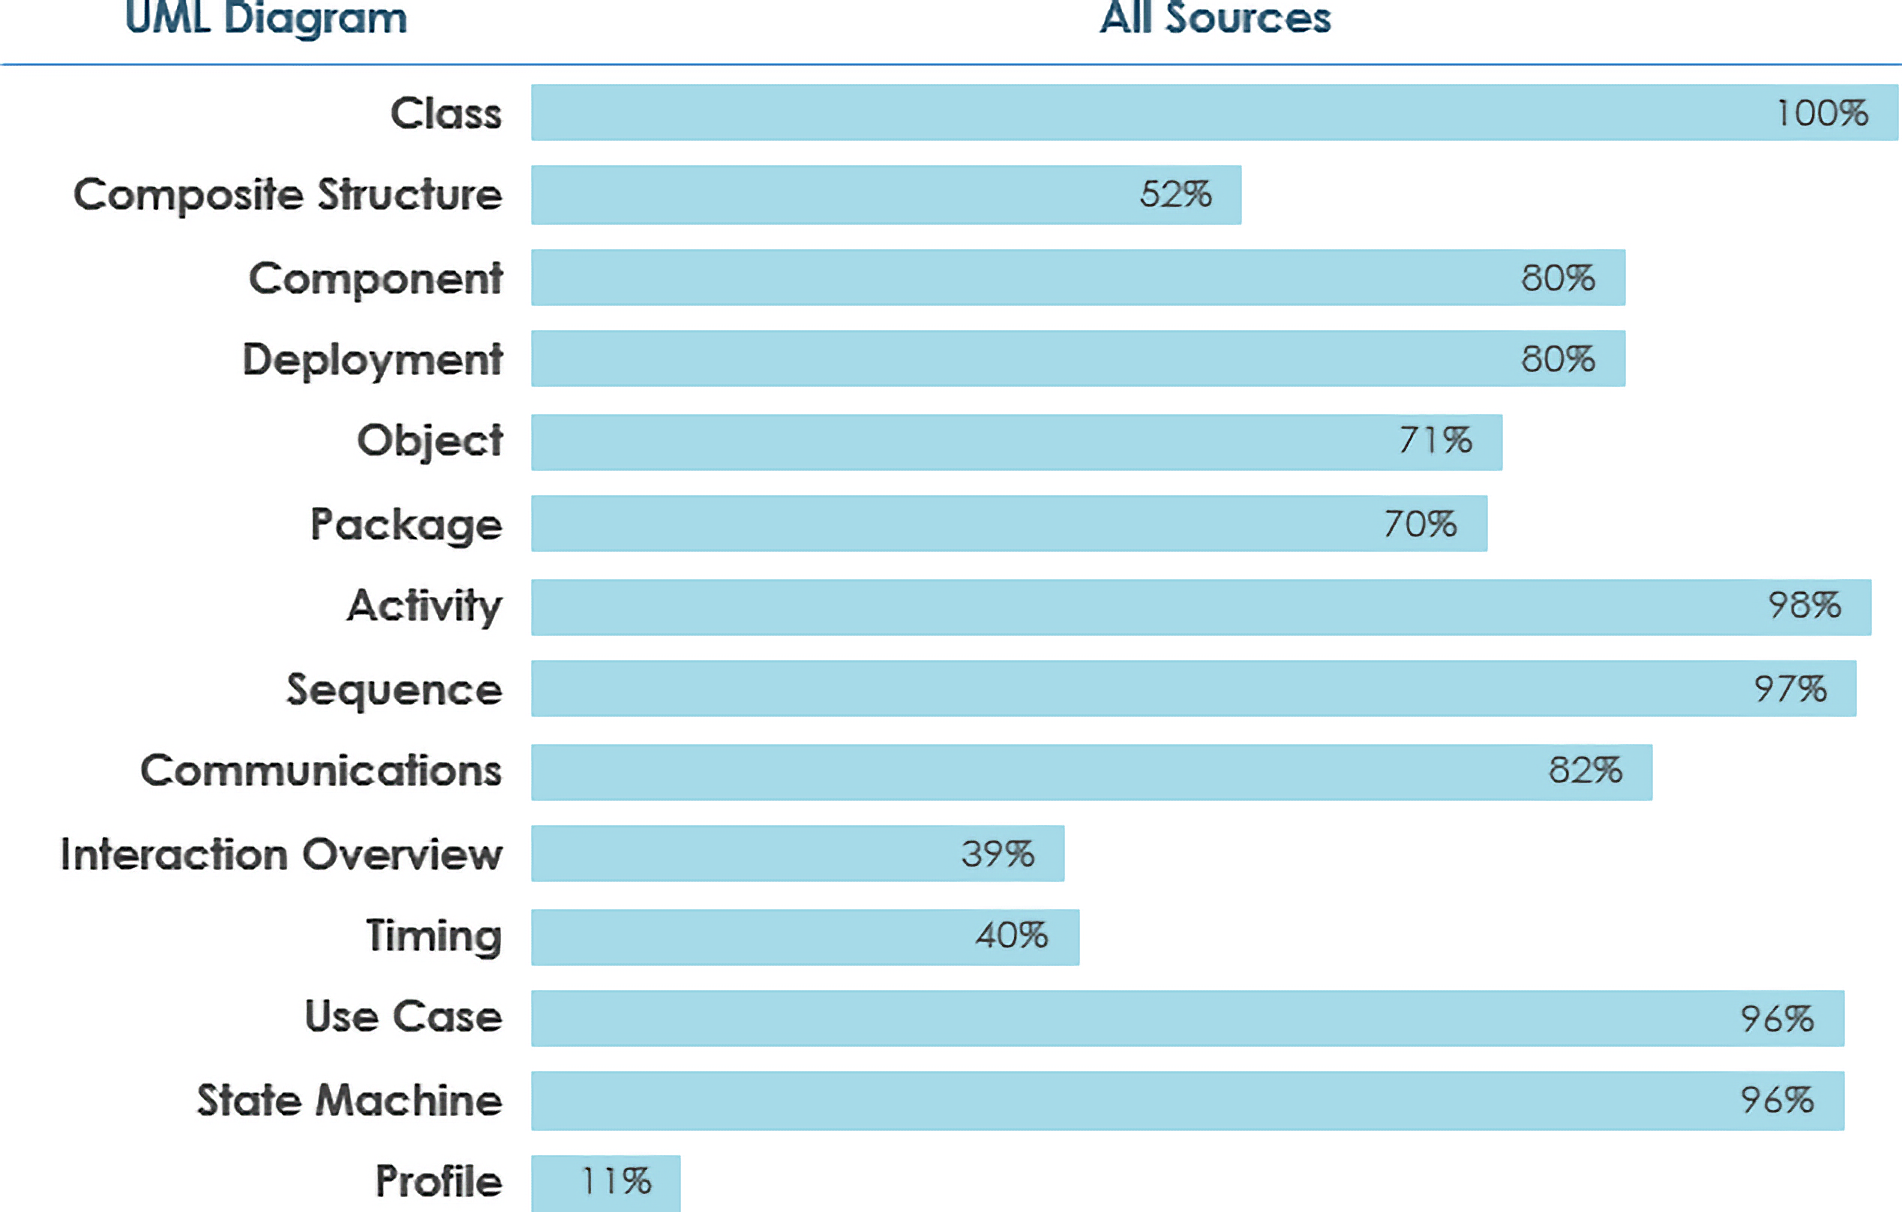 UML Diagram All Sources
Class 100%
Composite Structure 52%
Component 80%
Deployment 80%
Object 71%
Package 70%
Activity 98%
Sequence 97%
Communications 82%
Interaction Overview 39%
Timing 40%
Use Case 96%
State Machine 96%
Profile 11%